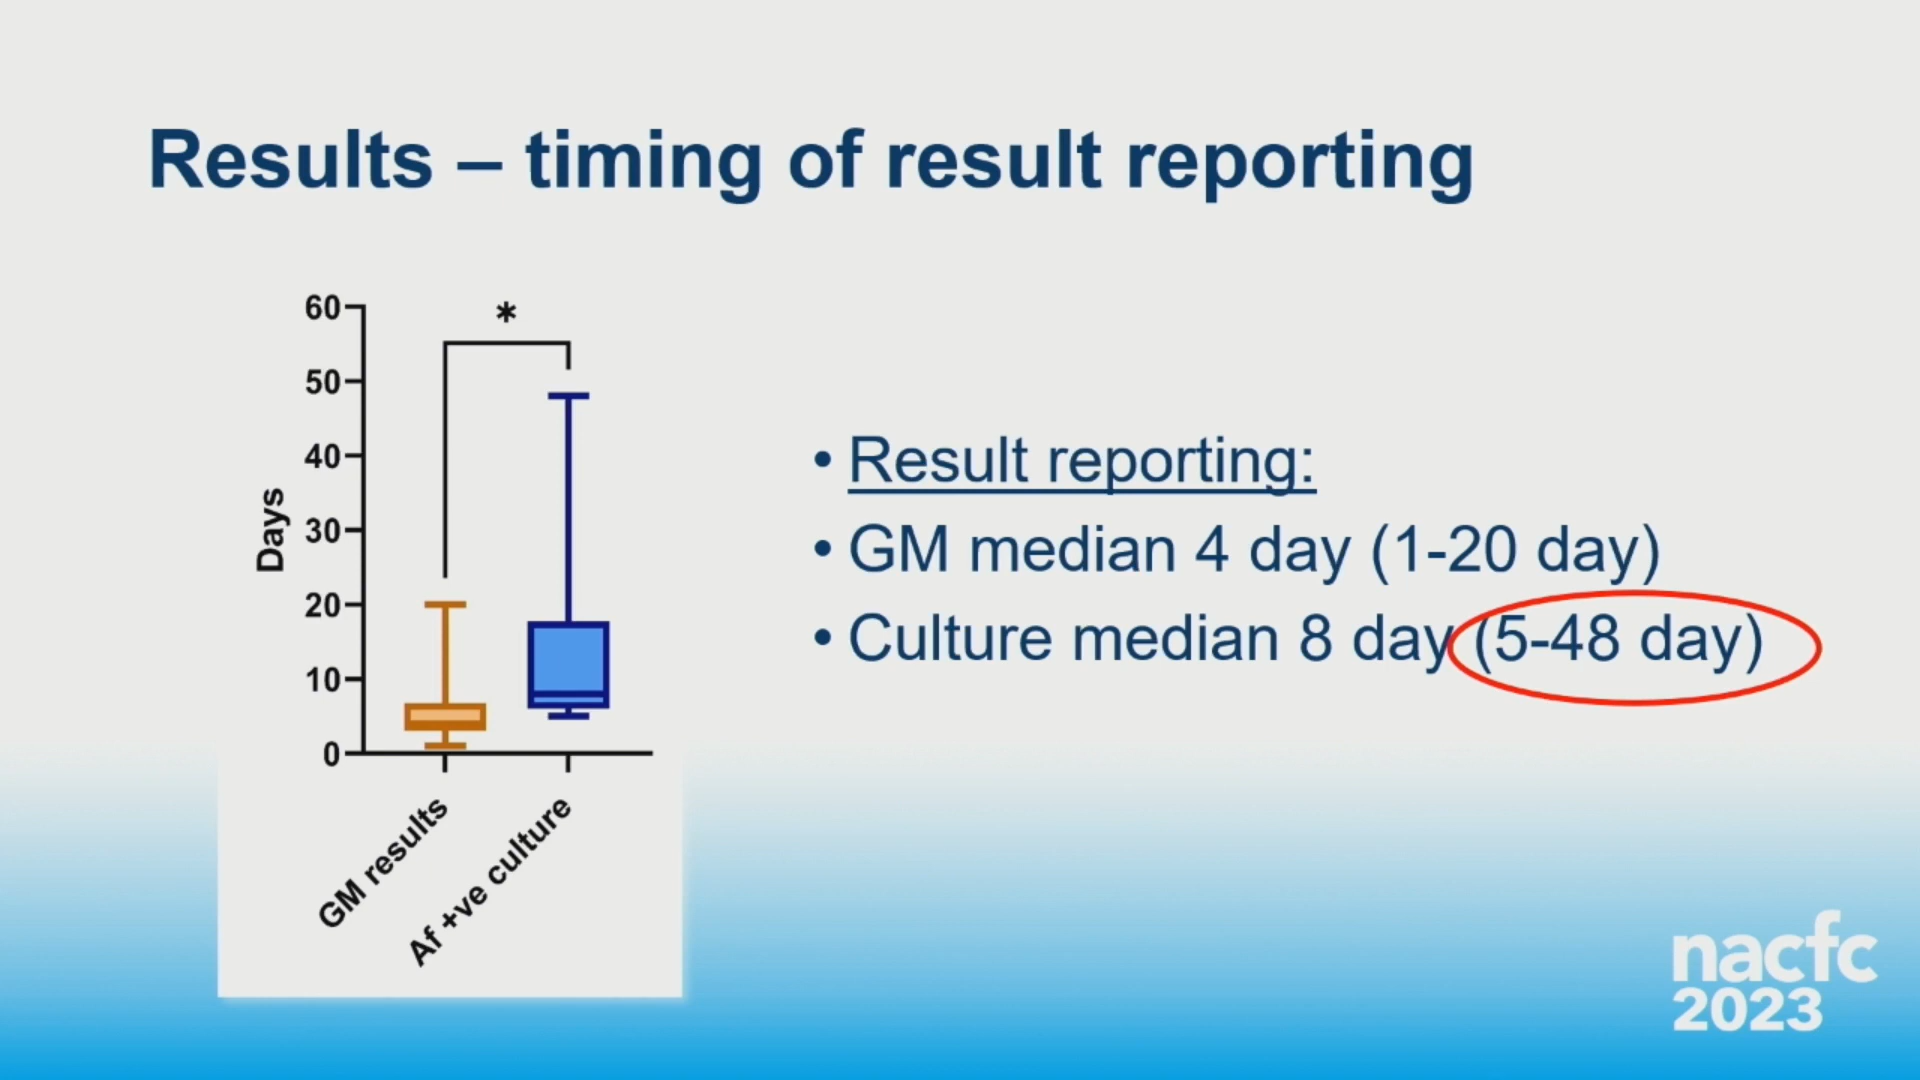 Results – timing of result reporting
60
*
50
40
30
20
10
0
Days
GM results
Af +ve culture
• Result reporting:
• GM median 4 day (1-20 day)
• Culture median 8 day (5-48 day)
nacfc
2023